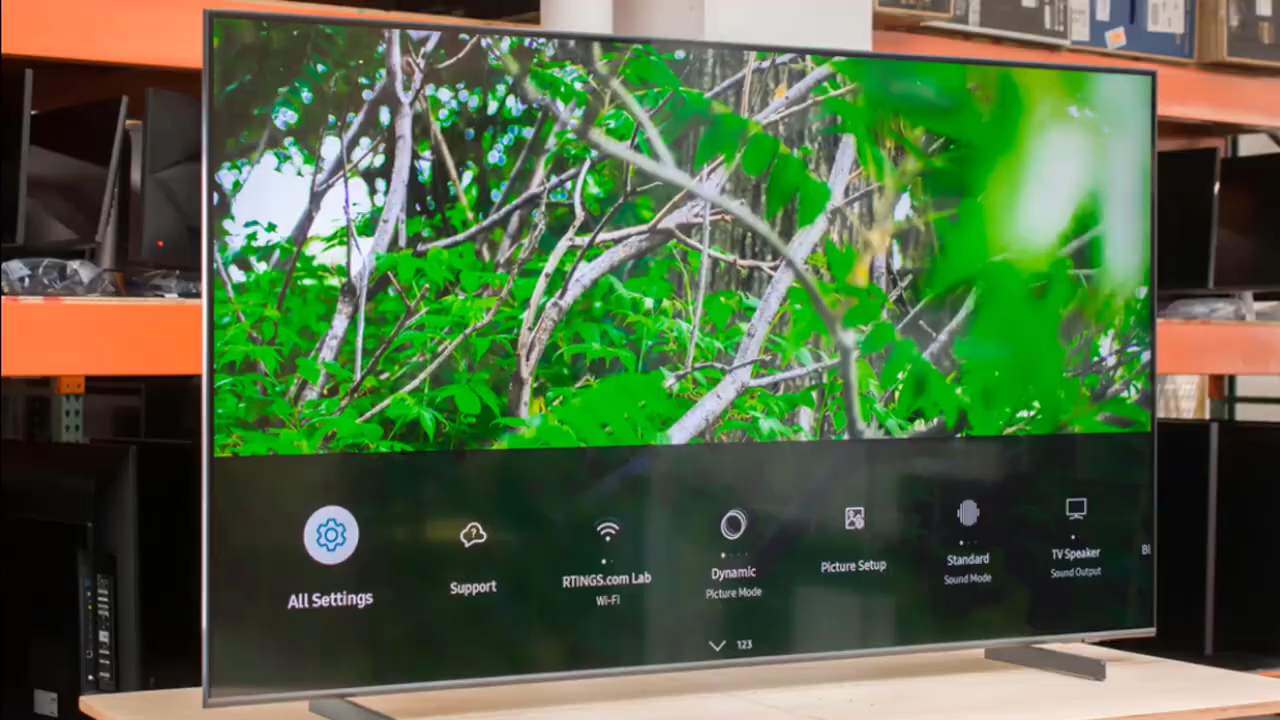 All Settings
Support
RTINGS.com Lab
Wi-Fi
Dynamic
Picture Mode
Picture Setup
Standard
Sound Mode
TV Speaker
Sound Output
Bl
123